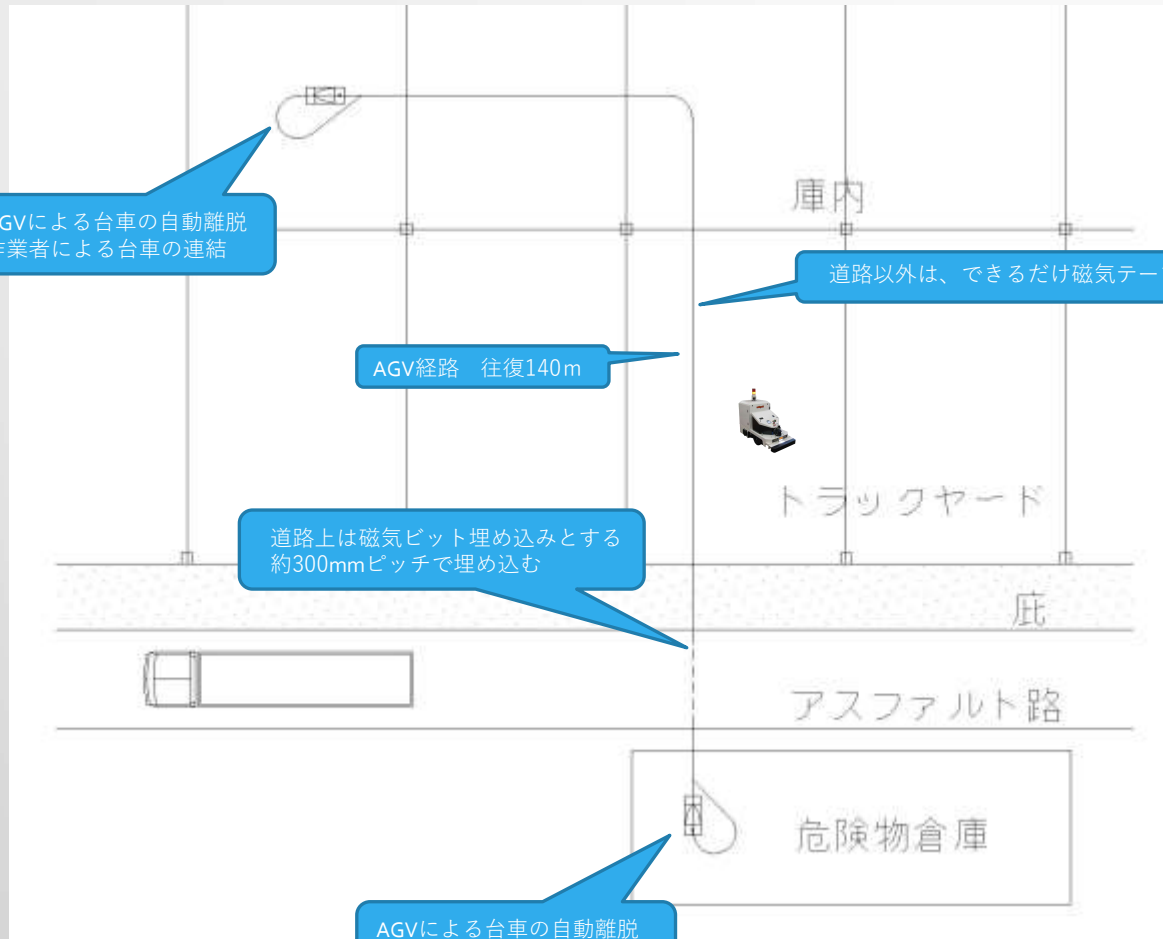 庫内
GVによる台車の自動離脱
業者による台車の連結
道路以外は、できるだけ磁気テー
AGV経路　往復140ｍ
トラックヤード
道路上は磁気ビット埋め込みとする
約300mmピッチで埋め込む
庇
アスファルト路
危険物倉庫
AGVによる台車の自動離脱